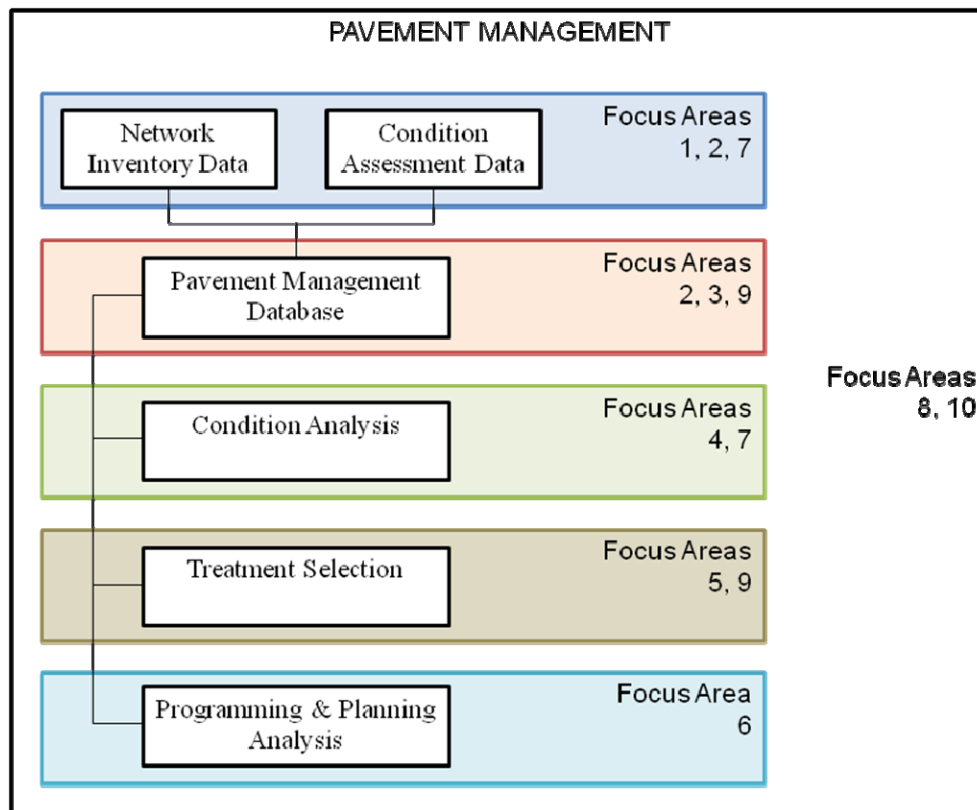 PAVEMENT MANAGEMENT
Network
Inventory Data
Condition
Assessment Data
Focus Areas
1, 2, 7
Pavement Management
Database
Focus Areas
2, 3, 9
Focus Areas
8, 10
Condition Analysis
Focus Areas
4, 7
Treatment Selection
Focus Areas
5, 9
Programming & Planning
Analysis
Focus Area
6